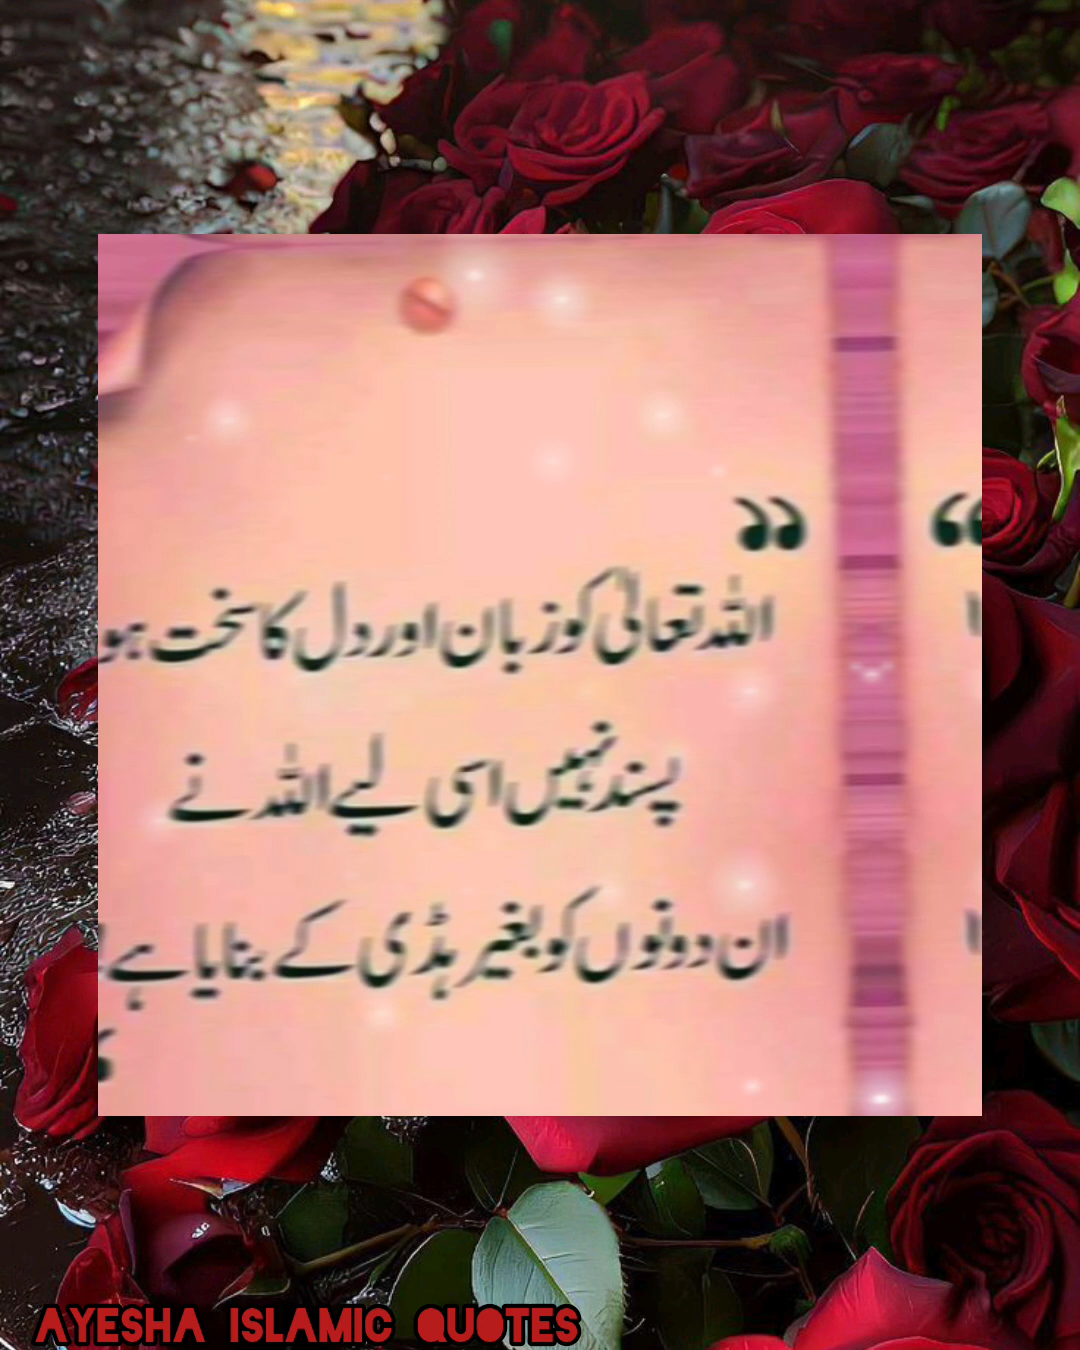 ”
اللہ تعالیٰ کو زبان اور دل کا سخت ہو
پسند نہیں اسی لیے اللہ نے
ان دونوں کو بغیر ہڈی کے بنایا ہے!
AYESHA ISLAMIC QUOTES